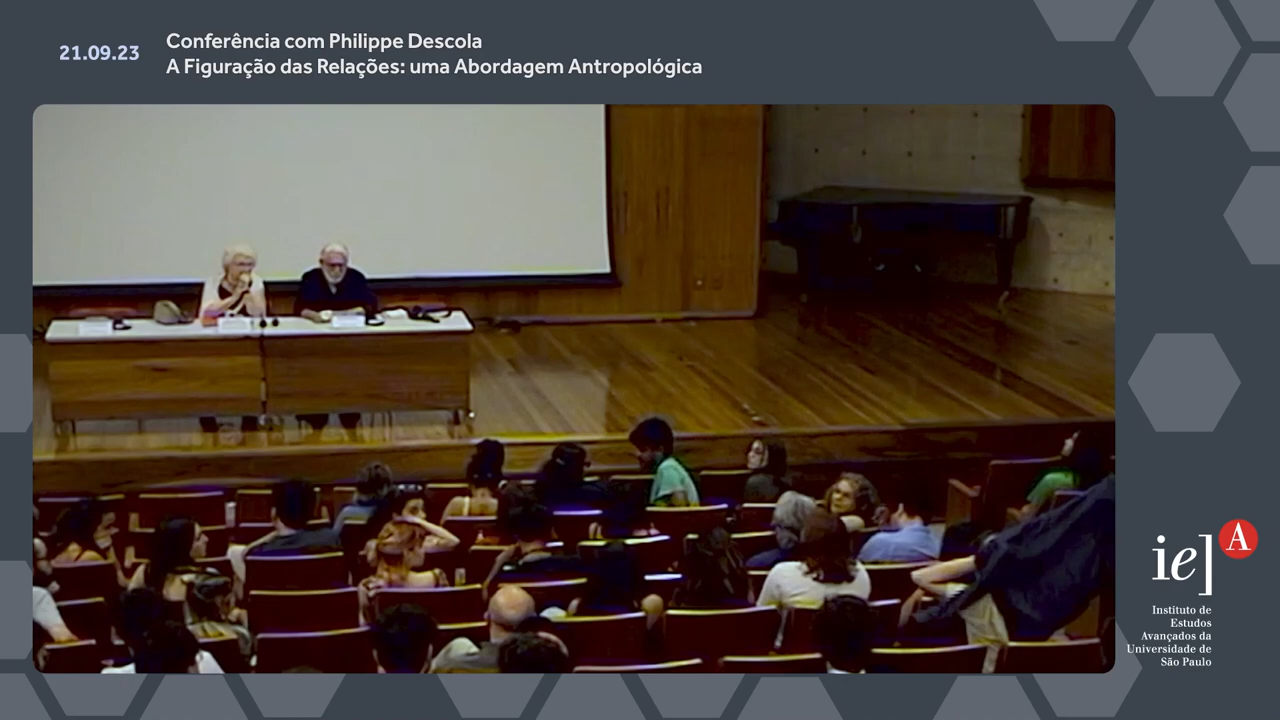 21.09.23
Conferência com Philippe Descola
A Figuração das Relações: uma Abordagem Antropológica
ie] A
Instituto de
Estudos
Avançados da
Universidade de
São Paulo